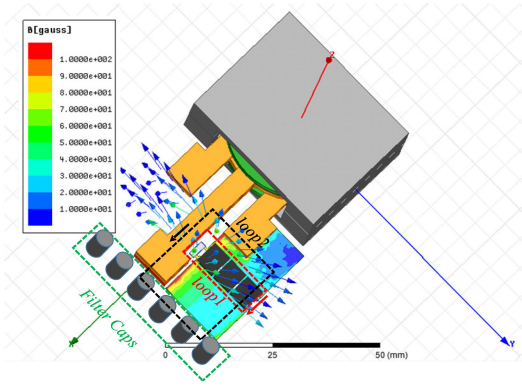 B[gauss]
1.0000e+002
9.0000e+001
8.0000e+001
7.0000e+001
6.0000e+001
5.0000e+001
4.0000e+001
3.0000e+001
2.0000e+001
1.0000e+001
Z
loop2
loop1
Filter Caps
X
Y
0
25
50 (mm)